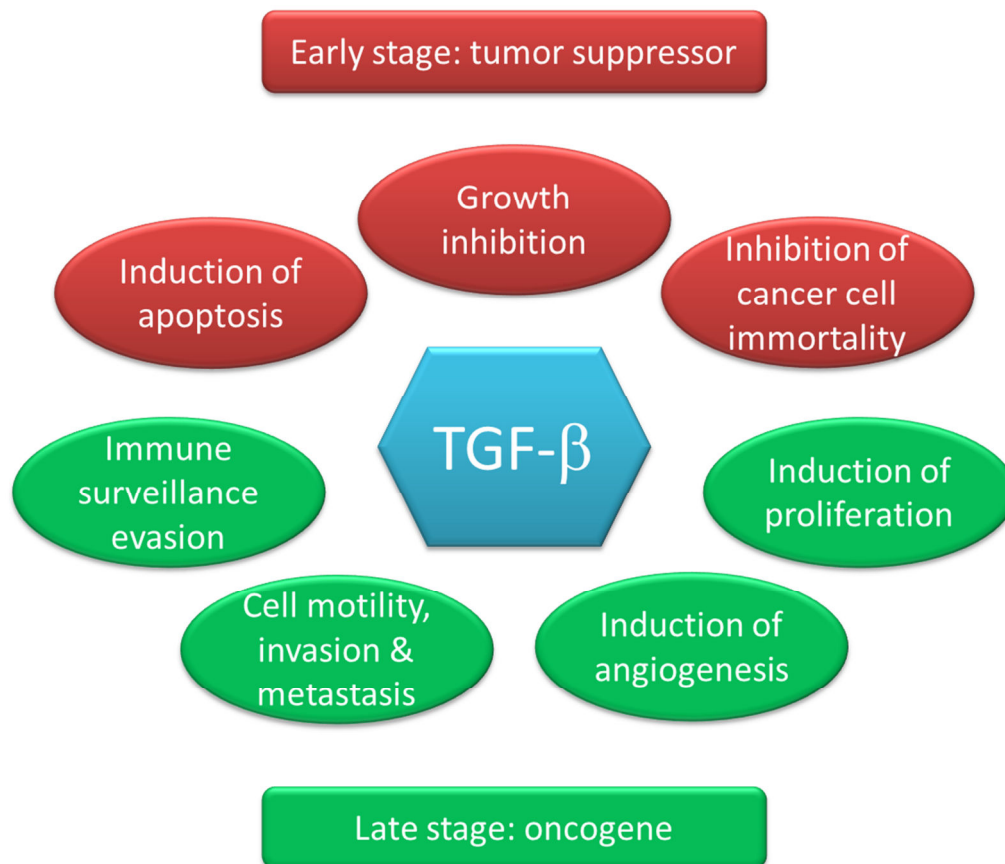 Early stage: tumor suppressor
Growth
inhibition
Induction of
apoptosis
Inhibition of
cancer cell
immortality
TGF-β
Immune
surveillance
evasion
Induction of
proliferation
Cell motility,
invasion &
metastasis
Induction of
angiogenesis
Late stage: oncogene